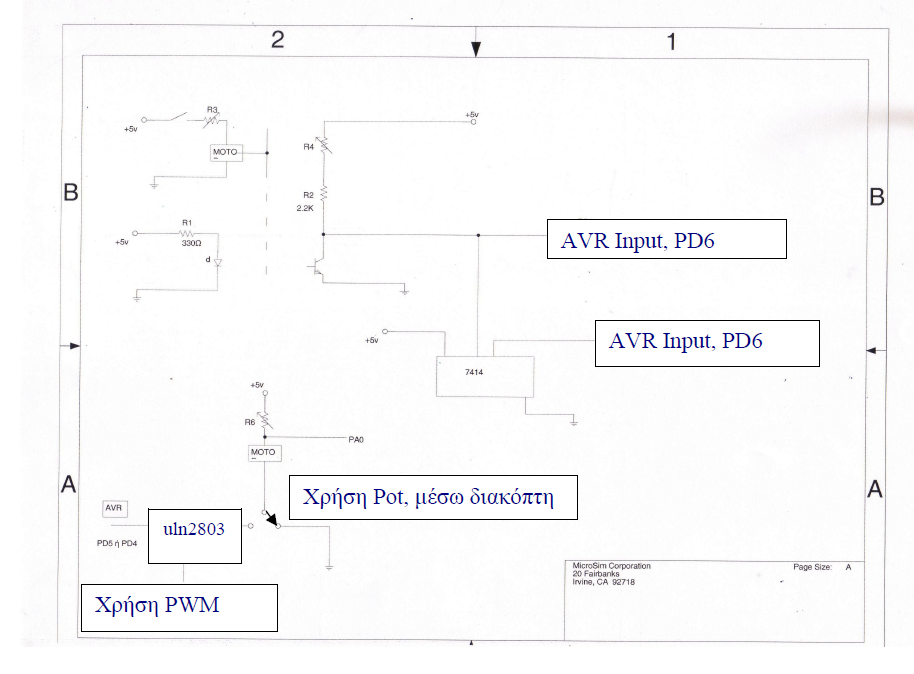 2
1
R3
+5v
+5v
MOTO
R4
B
B
R2
2.2K
R1
330Ω
+5v
d
AVR Input, PD6
AVR Input, PD6
+5v
7414
+5v
R6
PA0
MOTO
A
A
Χρήση Pot, μέσω διακόπτη
AVR
uln2803
PD5 ή PD4
MicroSim Corporation
20 Fairbanks
Irvine, CA 92718
Page Size: A
Χρήση PWM